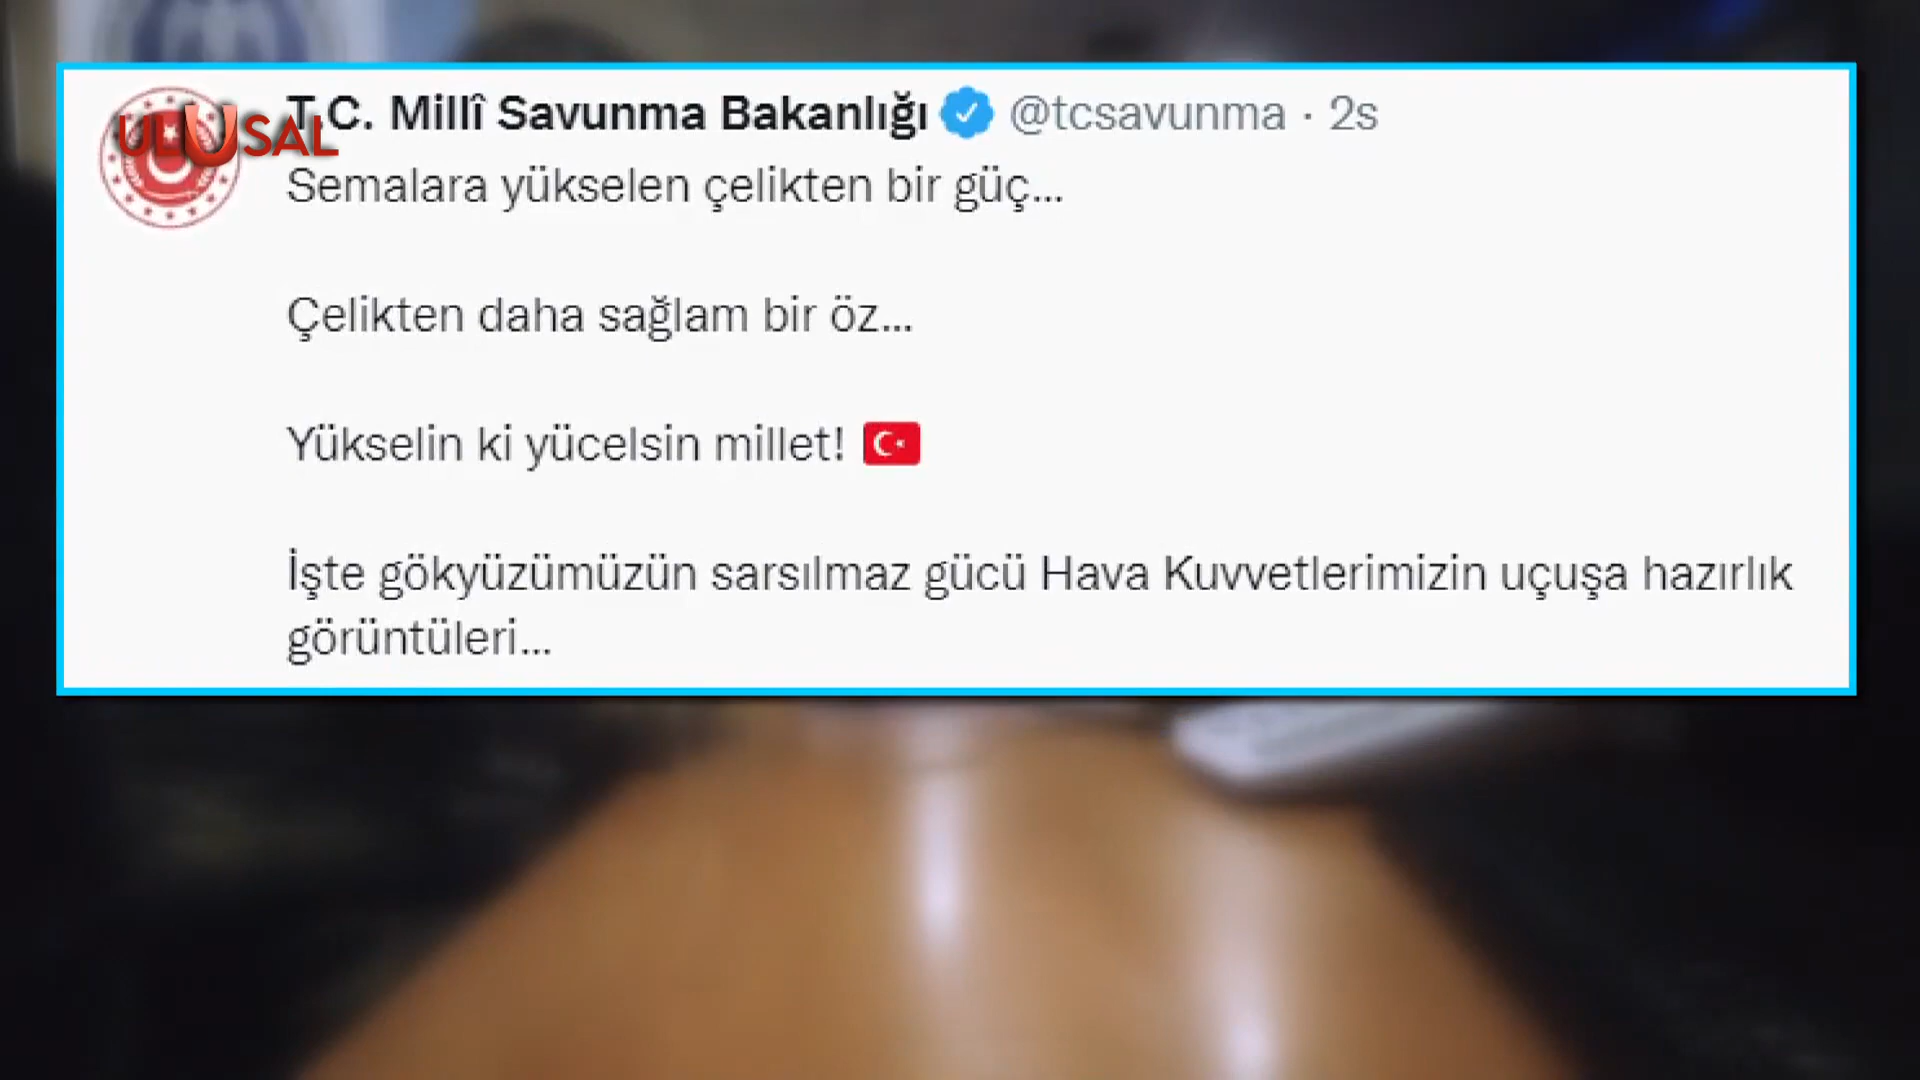 ULUSAL
T.C. Millî Savunma Bakanlığı @tcsavunma · 2s
Semalara yükselen çelikten bir güç...
Çelikten daha sağlam bir öz...
Yükselin ki yücelsin millet!
İşte gökyüzümüzün sarsılmaz gücü Hava Kuvvetlerimizin uçuşa hazırlık
görüntüleri...